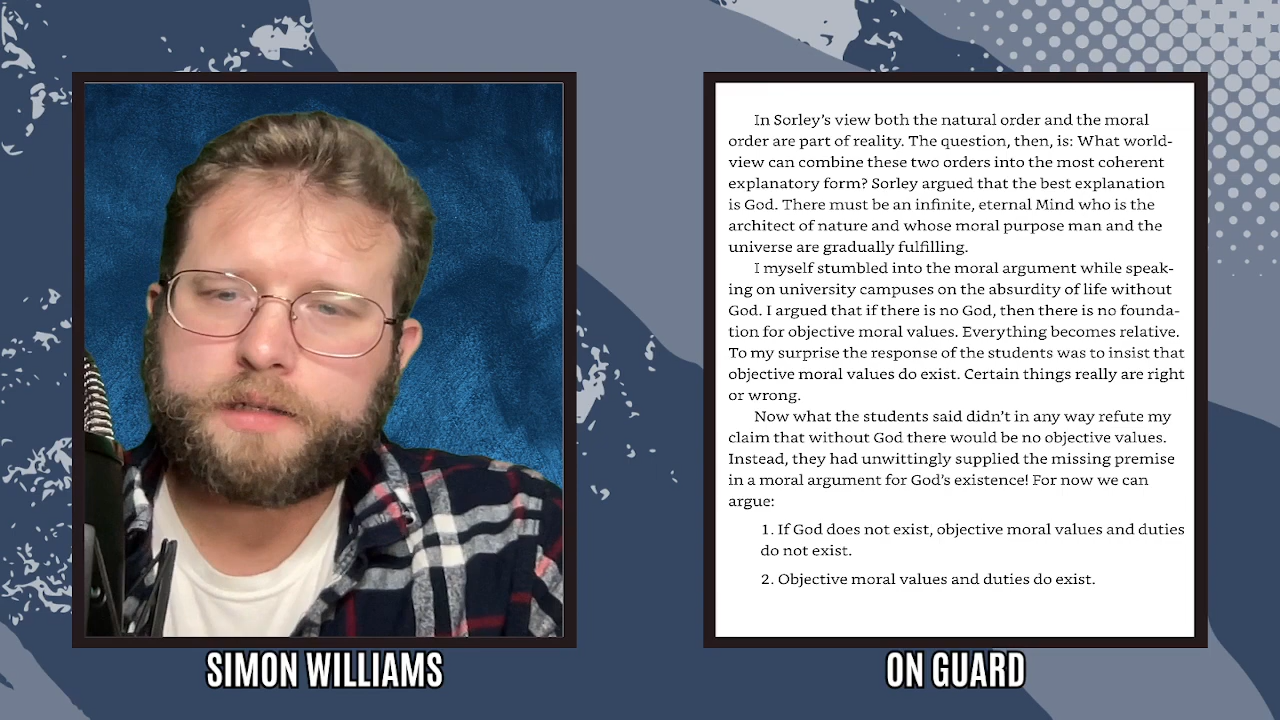 In Sorley's view both the natural order and the moral
order are part of reality. The question, then, is: What world-
view can combine these two orders into the most coherent
explanatory form? Sorley argued that the best explanation
is God. There must be an infinite, eternal Mind who is the
architect of nature and whose moral purpose man and the
universe are gradually fulfilling.
I myself stumbled into the moral argument while speak-
ing on university campuses on the absurdity of life without
God. I argued that if there is no God, then there is no founda-
tion for objective moral values. Everything becomes relative.
To my surprise the response of the students was to insist that
objective moral values do exist. Certain things really are right
or wrong.
Now what the students said didn't in any way refute my
claim that without God there would be no objective values.
Instead, they had unwittingly supplied the missing premise
in a moral argument for God's existence! For now we can
argue:
1. If God does not exist, objective moral values and duties
do not exist.
2. Objective moral values and duties do exist.
SIMON WILLIAMS
ON GUARD